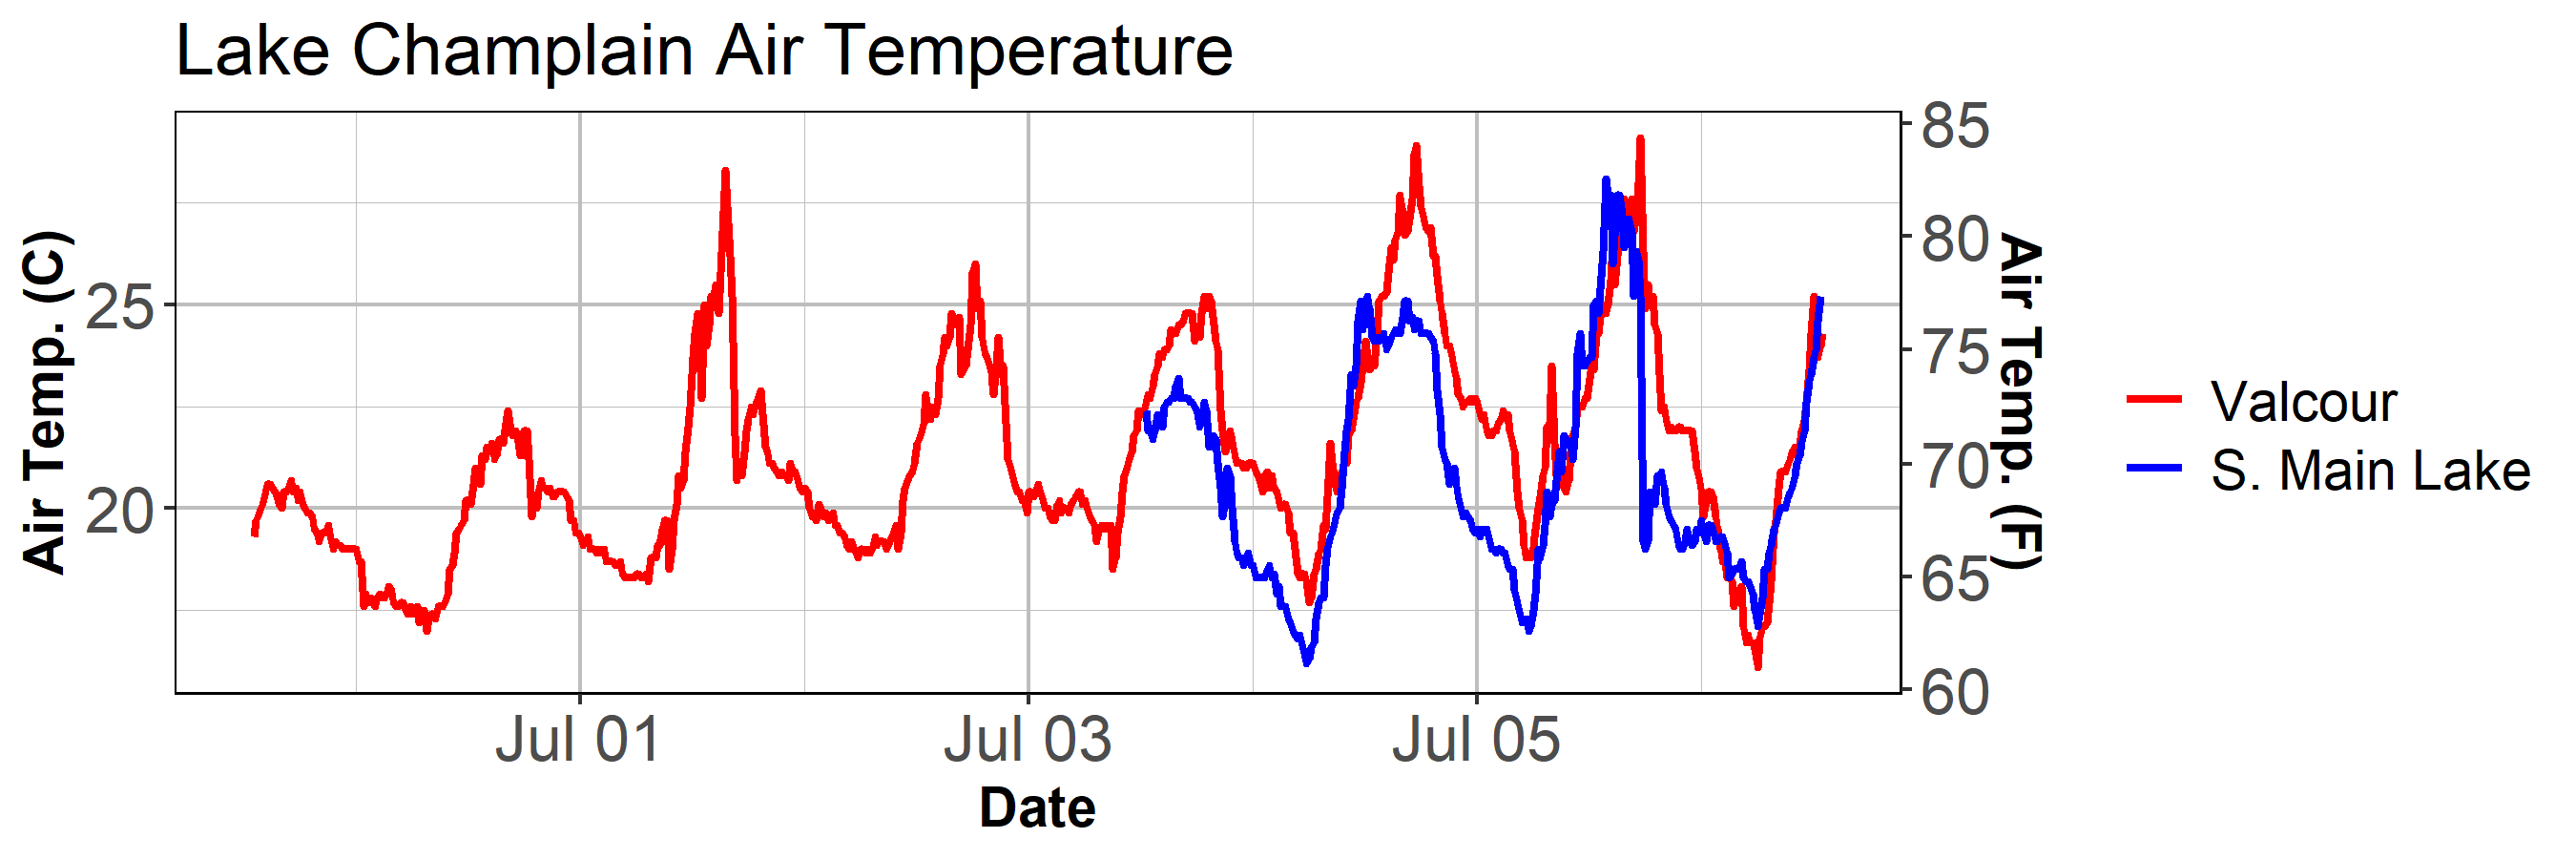 Lake Champlain Air Temperature
Air Temp. (C)
25
20
85
80
75
70
65
60
Air Temp. (F)
Jul 01
Jul 03
Jul 05
Date
Valcour
S. Main Lake